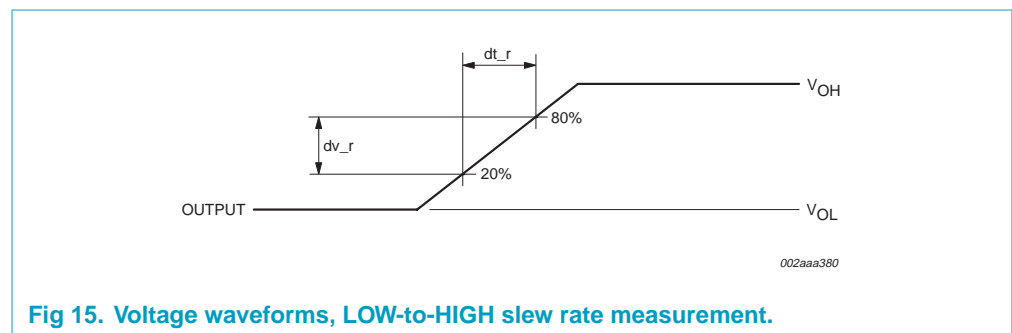 dt_r
V_OH
80%
dv_r
20%
OUTPUT
V_OL
002aaa380
Fig 15. Voltage waveforms, LOW-to-HIGH slew rate measurement.